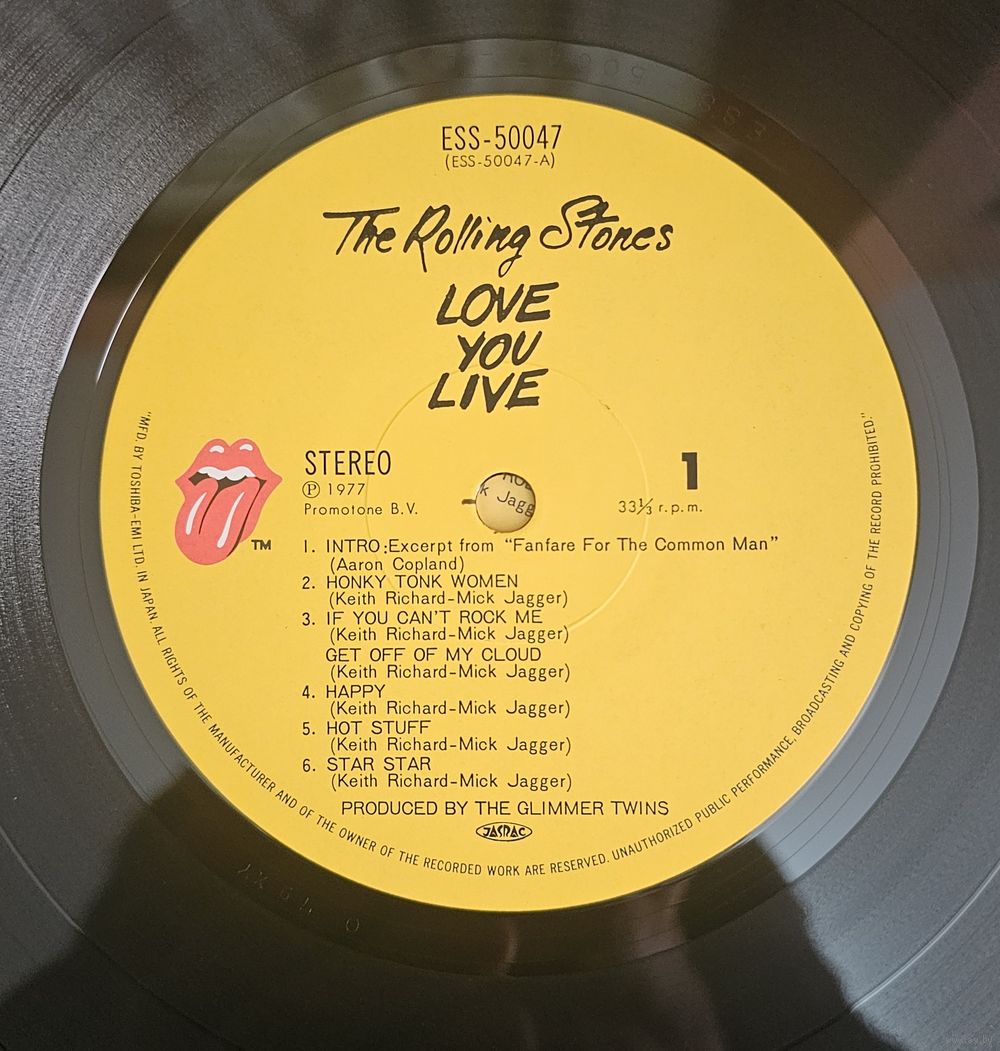 ESS-50047
(ESS-50047-A)
The Rolling Stones
LOVE
YOU
LIVE
STEREO
Ⓟ 1977
Promotone B.V.
1
33⅓ r.p.m.
k Jagg
TM
1. INTRO:Excerpt from “Fanfare For The Common Man”
(Aaron Copland)
2. HONKY TONK WOMEN
(Keith Richard-Mick Jagger)
3. IF YOU CAN'T ROCK ME
(Keith Richard-Mick Jagger)
GET OFF OF MY CLOUD
(Keith Richard-Mick Jagger)
4. HAPPY
(Keith Richard-Mick Jagger)
5. HOT STUFF
(Keith Richard-Mick Jagger)
6. STAR STAR
(Keith Richard-Mick Jagger)
PRODUCED BY THE GLIMMER TWINS
JASRAC
"MFD. BY TOSHIBA-EMI LTD. IN JAPAN. ALL RIGHTS OF THE MANUFACTURER AND OF THE OWNER OF THE RECORDED WORK ARE RESERVED. UNAUTHORIZED PUBLIC PERFORMANCE, BROADCASTING AND COPYING OF THE RECORD PROHIBITED."